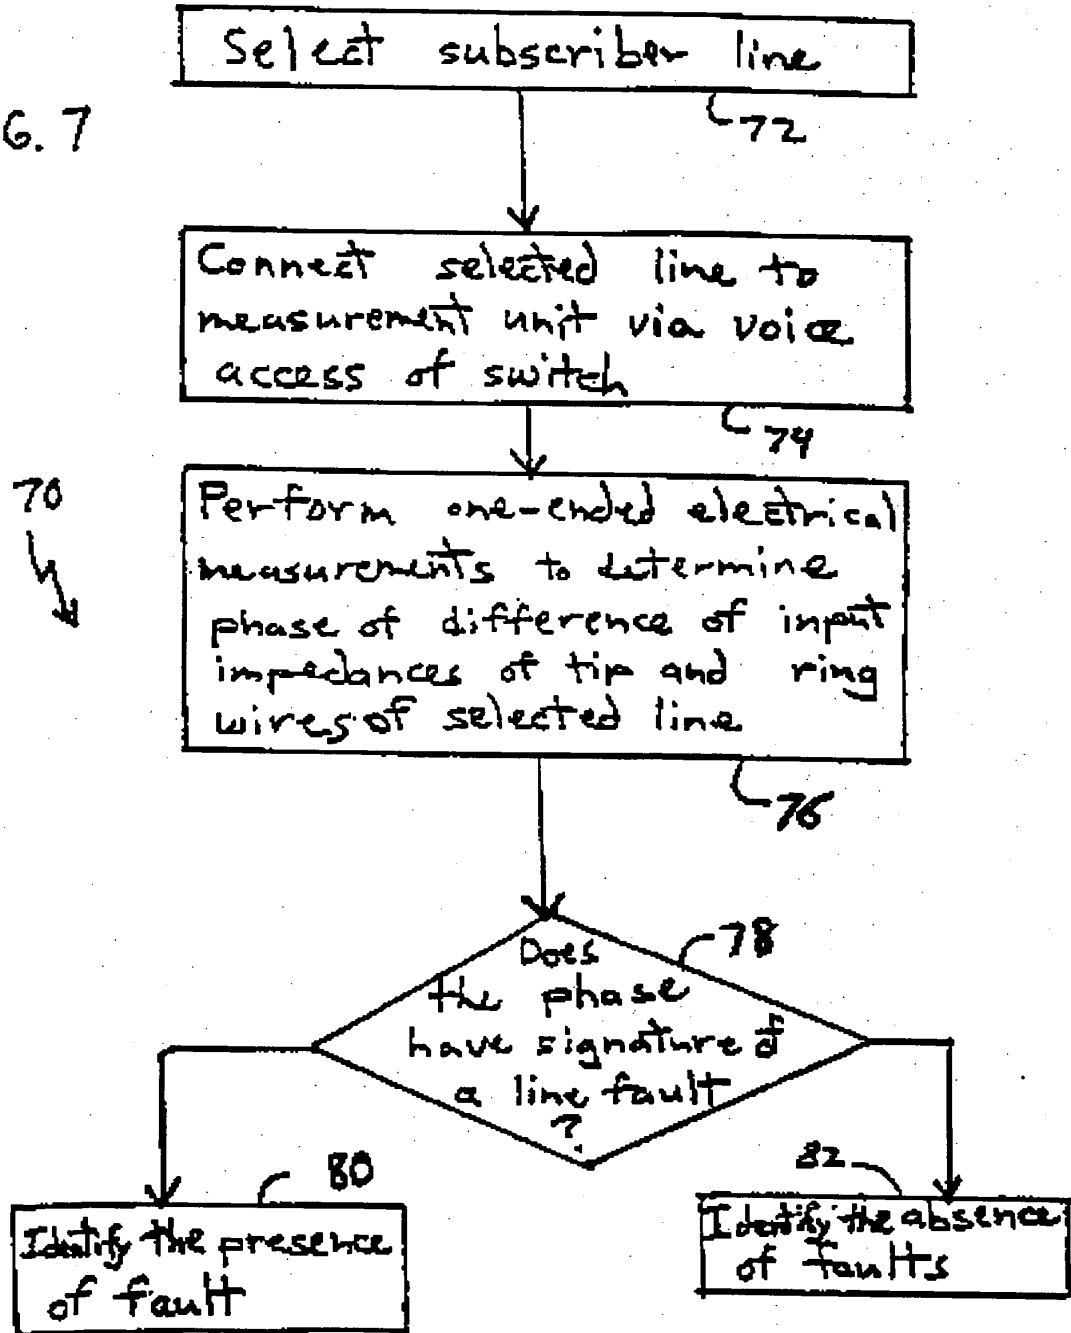 Select subscriber line
72
G. 7
Connect selected line to
measurement unit via voice
access of switch
74
70
Perform one-ended electrical
measurements to determine
phase of difference of input
impedances of tip and ring
wires of selected line
76
78
Does
the phase
have signature of
a line fault
?
80
82
Identify the presence
of fault
Identify the absence
of faults